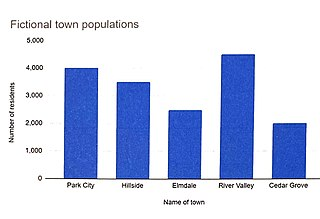 Fictional town populations
Number of residents
5,000
4,000
3,000
2,000
1,000
0
Park City
Hillside
Elmdale
River Valley
Cedar Grove
Name of town